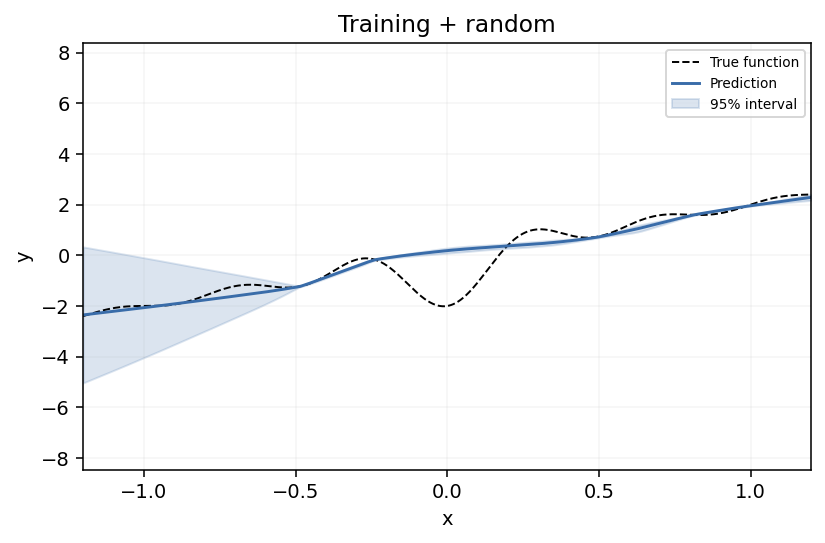 Training + random
8
6
4
2
0
−2
−4
−6
−8
y
True function
Prediction
95% interval
−1.0 −0.5 0.0 0.5 1.0
x